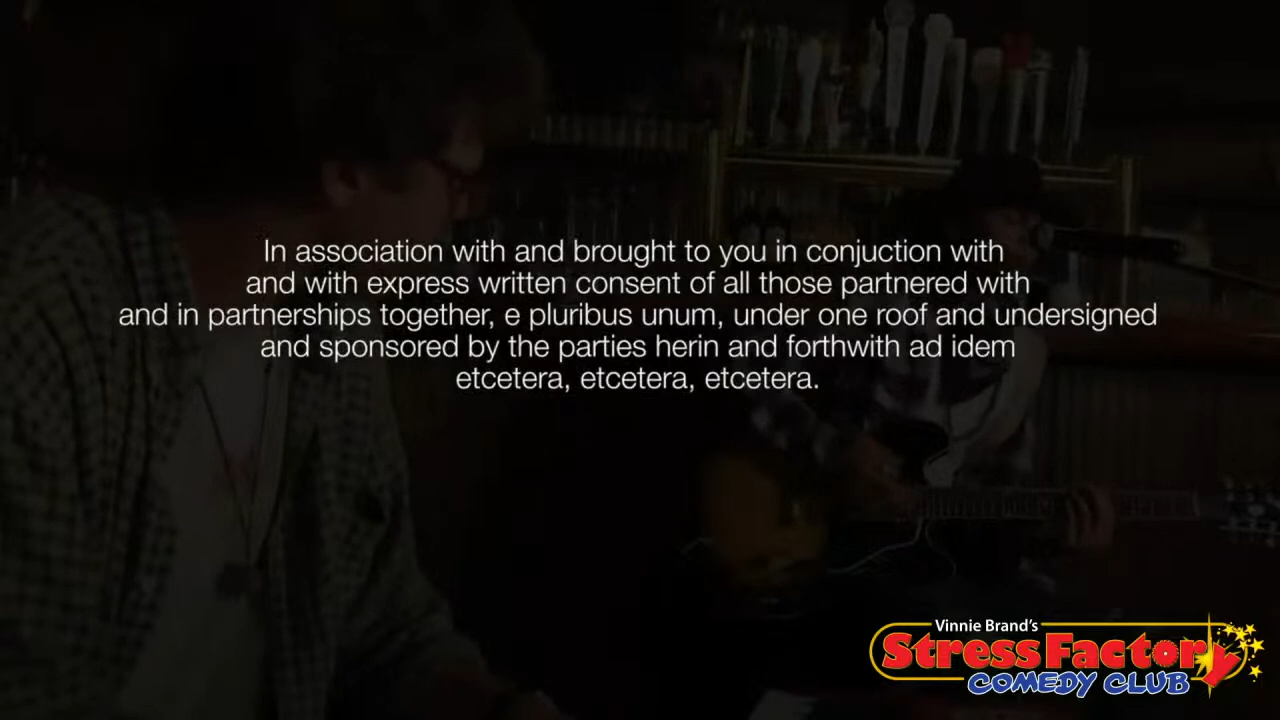 In association with and brought to you in conjuction with
and with express written consent of all those partnered with
and in partnerships together, e pluribus unum, under one roof and undersigned
and sponsored by the parties herin and forthwith ad idem
etcetera, etcetera, etcetera.
Vinnie Brand's
Stress Factory
COMEDY CLUB